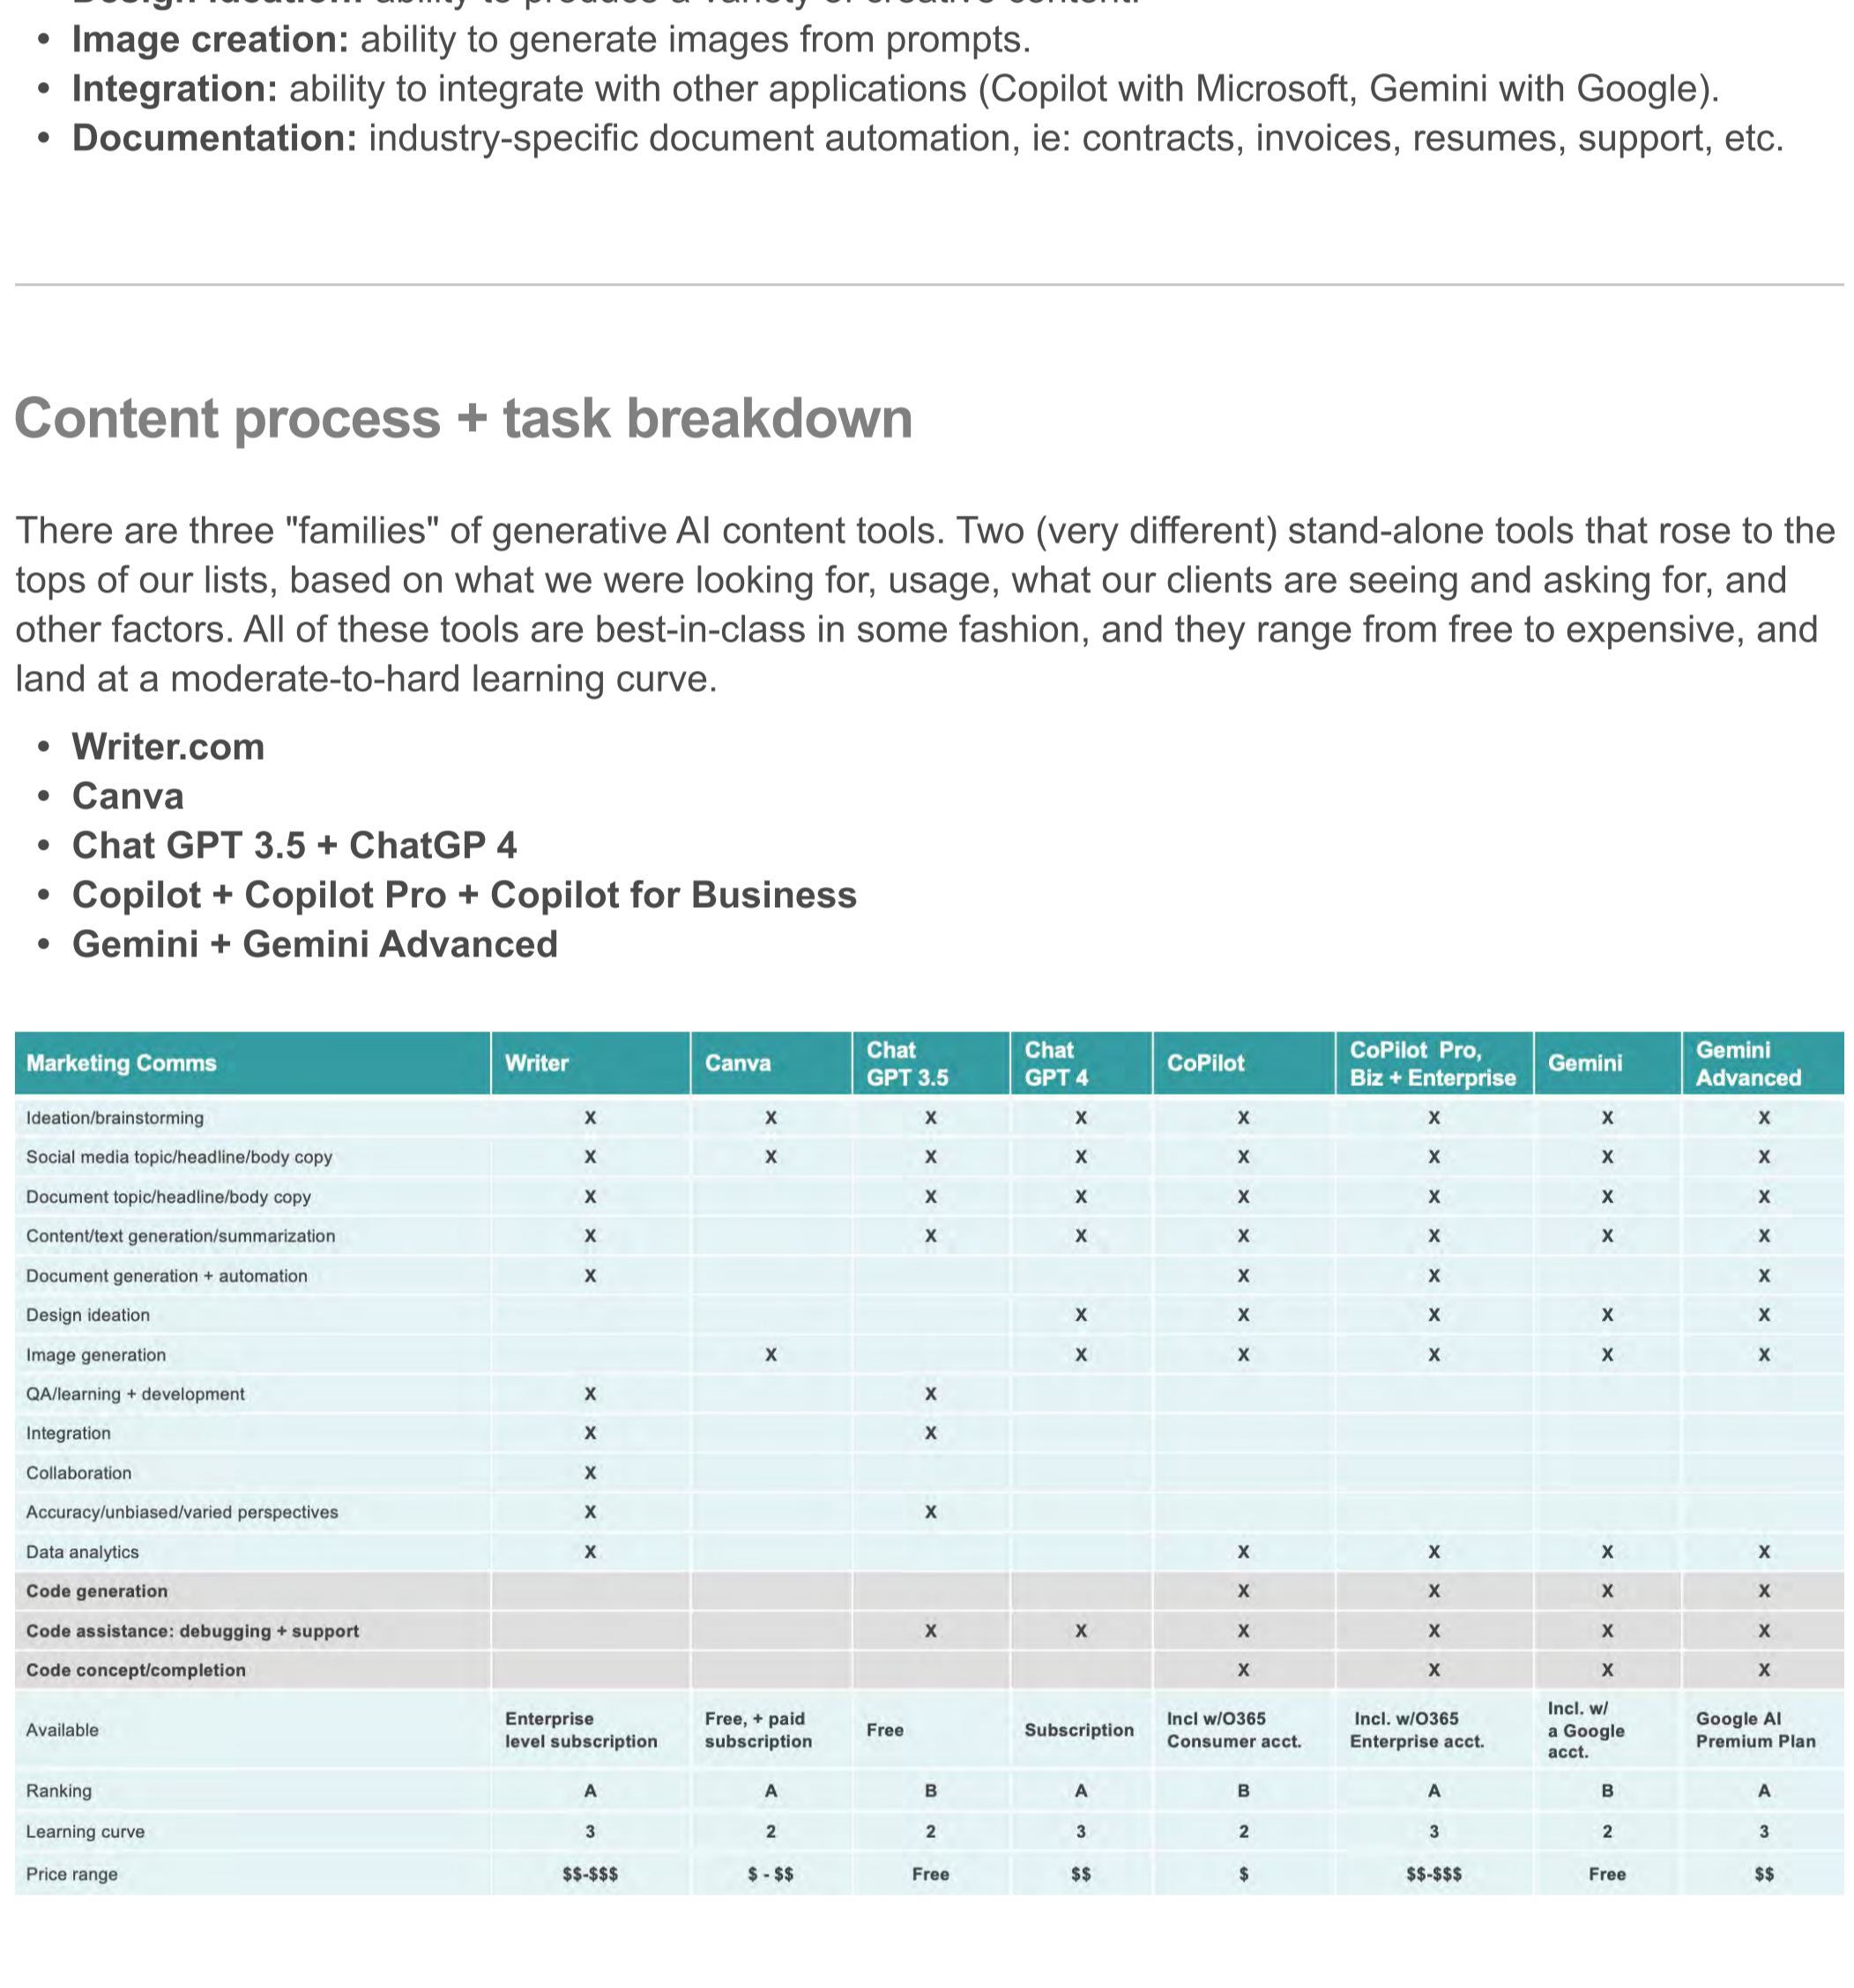 Design ideation: ability to produce a variety of creative content.
• Image creation: ability to generate images from prompts.
• Integration: ability to integrate with other applications (Copilot with Microsoft, Gemini with Google).
• Documentation: industry-specific document automation, ie: contracts, invoices, resumes, support, etc.
Content process + task breakdown
There are three "families" of generative AI content tools. Two (very different) stand-alone tools that rose to the
tops of our lists, based on what we were looking for, usage, what our clients are seeing and asking for, and
other factors. All of these tools are best-in-class in some fashion, and they range from free to expensive, and
land at a moderate-to-hard learning curve.
• Writer.com
• Canva
• Chat GPT 3.5 + ChatGP 4
• Copilot + Copilot Pro + Copilot for Business
• Gemini + Gemini Advanced
Marketing Comms Writer Canva Chat GPT 3.5 Chat GPT 4 CoPilot CoPilot Pro, Biz + Enterprise Gemini Gemini Advanced
Ideation/brainstorming X X X X X X X X
Social media topic/headline/body copy X X X X X X X X
Document topic/headline/body copy X X X X X X X
Content/text generation/summarization X X X X X X X
Document generation + automation X X X X
Design ideation X X X X X
Image generation X X X X X X
QA/learning + development X X
Integration X X
Collaboration X
Accuracy/unbiased/varied perspectives X X
Data analytics X X X X X
Code generation X X X X
Code assistance: debugging + support X X X X X X
Code concept/completion X X X X
Available Enterprise level subscription Free, + paid subscription Free Subscription Incl w/O365 Consumer acct. Incl. w/O365 Enterprise acct. Incl. w/ a Google acct. Google AI Premium Plan
Ranking A A B A B A B A
Learning curve 3 2 2 3 2 3 2 3
Price range $$-$$$ $ - $$ Free $$ $ $$-$$$ Free $$